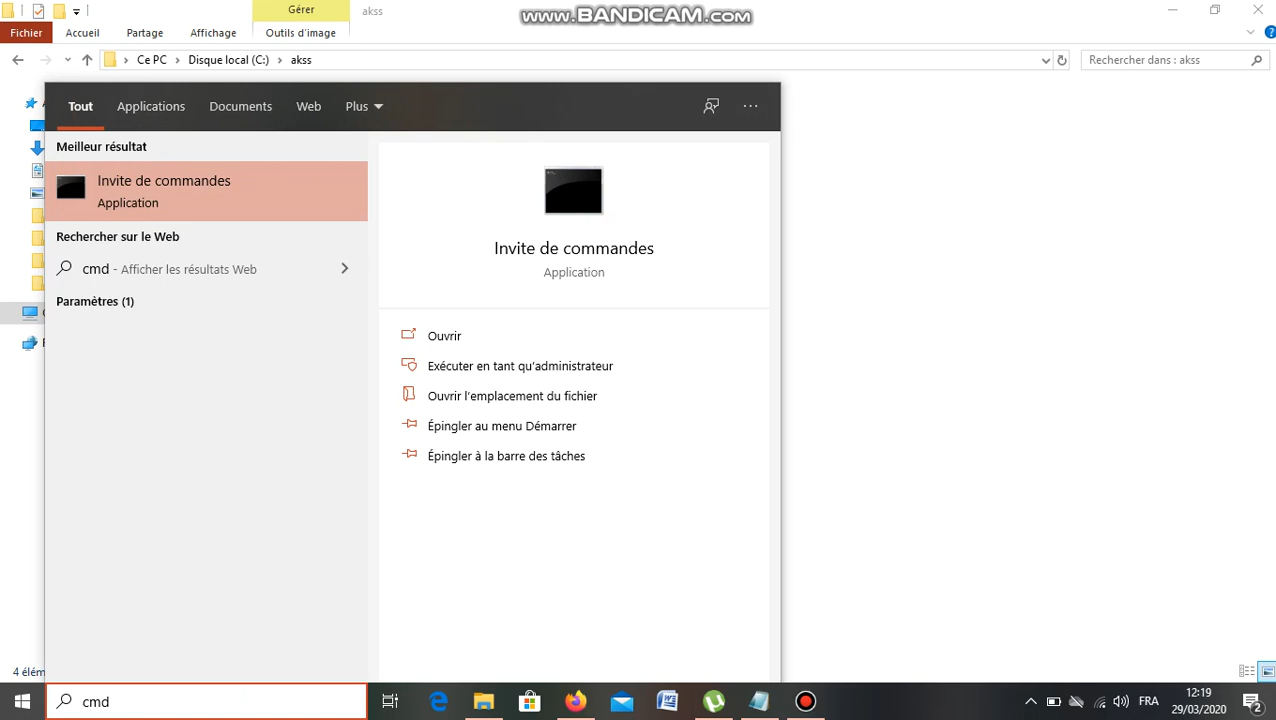 Gérer
akss
www.BANDICAM.com
Fichier
Accueil
Partage
Affichage
Outils d'image
Ce PC
Disque local (C:)
akss
Rechercher dans : akss
Tout
Applications
Documents
Web
Plus
Meilleur résultat
Invite de commandes
Application
Rechercher sur le Web
cmd - Afficher les résultats Web
Paramètres (1)
Invite de commandes
Application
Ouvrir
Exécuter en tant qu'administrateur
Ouvrir l'emplacement du fichier
Épingler au menu Démarrer
Épingler à la barre des tâches
4 élém
cmd
FRA
12:19
29/03/2020
2